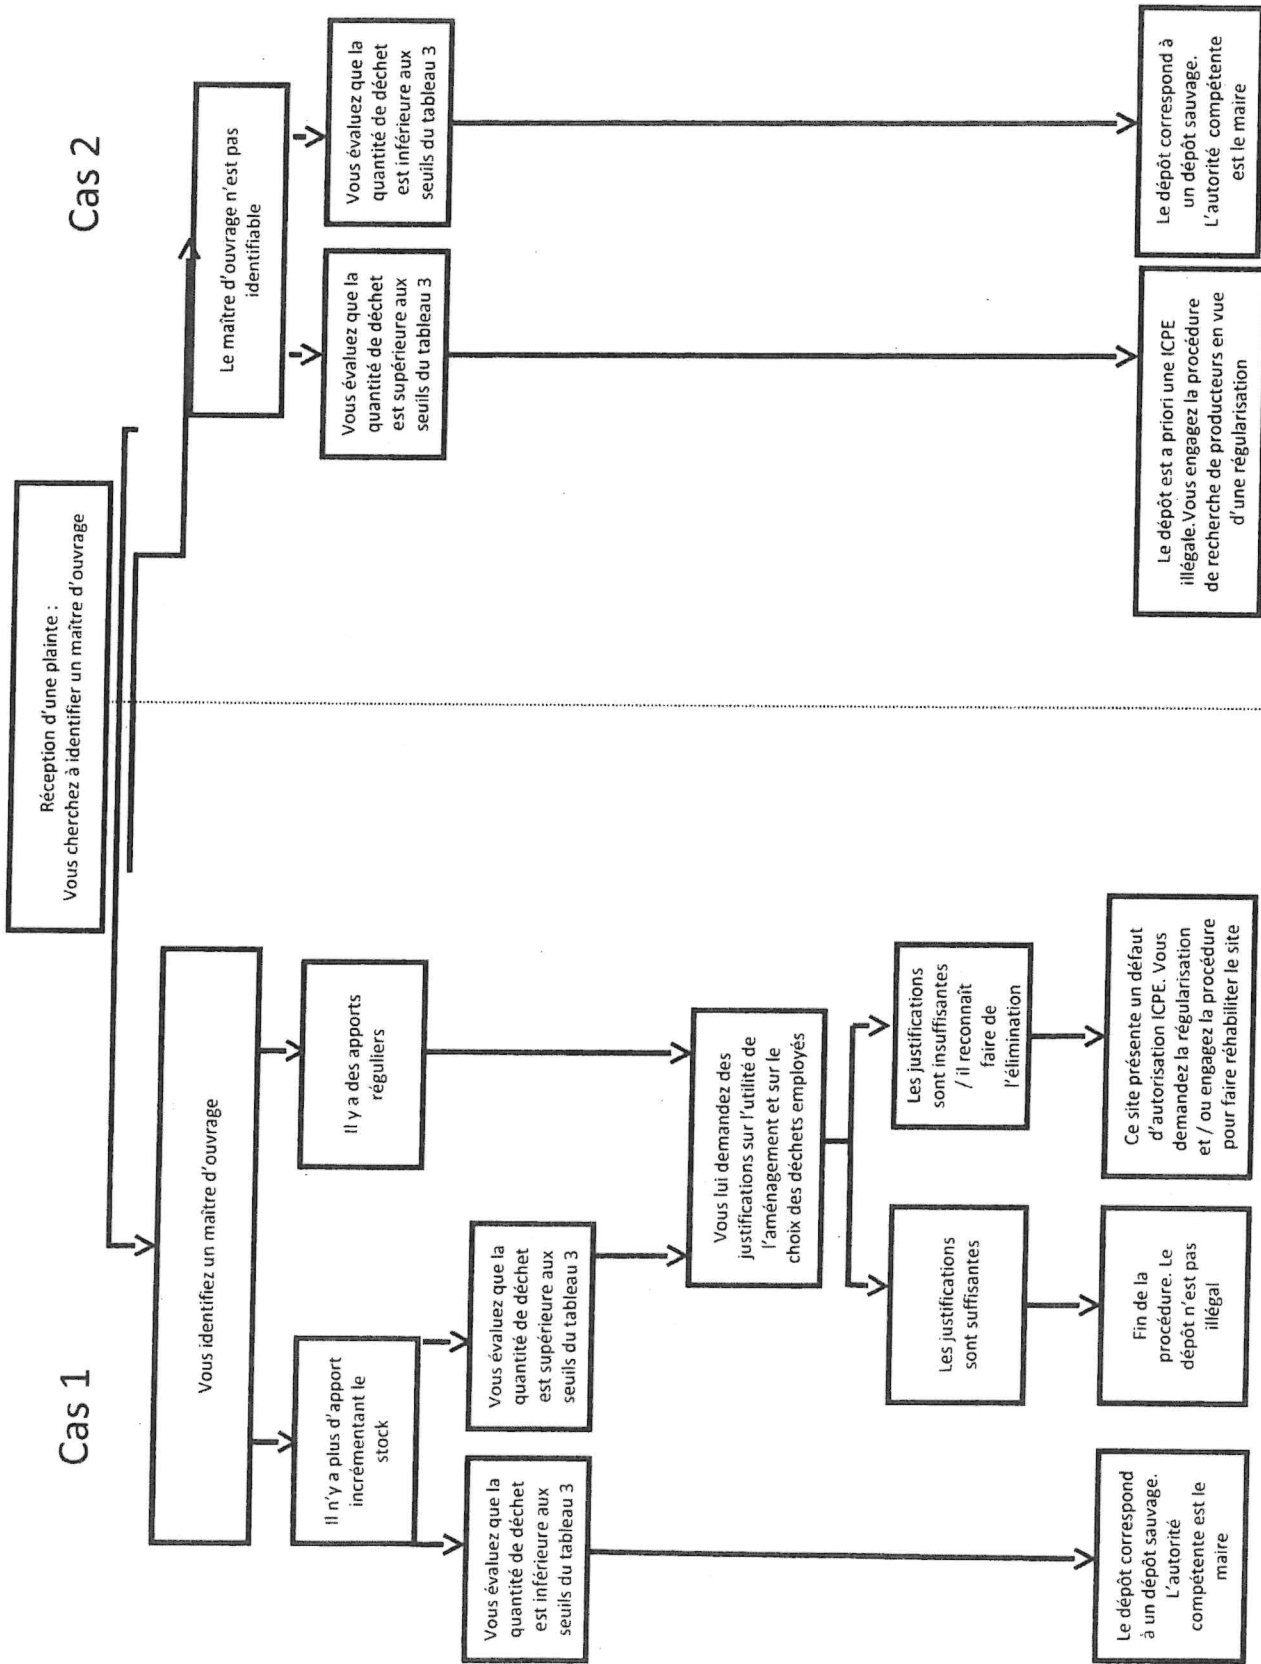 Réception d'une plainte :
Vous cherchez à identifier un maître d'ouvrage
Cas 1
Vous identifiez un maître d'ouvrage
Il n'y a plus d'apport
incrémentant le
stock
Il y a des apports
réguliers
Vous évaluez que la
quantité de déchet
est inférieure aux
seuils du tableau 3
Vous évaluez que la
quantité de déchet
est supérieure aux
seuils du tableau 3
Vous lui demandez des
justifications sur l'utilité de
l'aménagement et sur le
choix des déchets employés
Les justifications
sont suffisantes
Les justifications
sont insuffisantes
/ il reconnaît
faire de
l'élimination
Le dépôt correspond
à un dépôt sauvage.
L'autorité
compétente est le
maire
Fin de la
procédure. Le
dépôt n'est pas
illégal
Ce site présente un défaut
d'autorisation ICPE. Vous
demandez la régularisation
et / ou engagez la procédure
pour faire réhabiliter le site
Cas 2
Le maître d'ouvrage n'est pas
identifiable
Vous évaluez que la
quantité de déchet
est supérieure aux
seuils du tableau 3
Vous évaluez que la
quantité de déchet
est inférieure aux
seuils du tableau 3
Le dépôt est a priori une ICPE
illégale.Vous engagez la procédure
de recherche de producteurs en vue
d'une régularisation
Le dépôt correspond à
un dépôt sauvage.
L'autorité compétente
est le maire